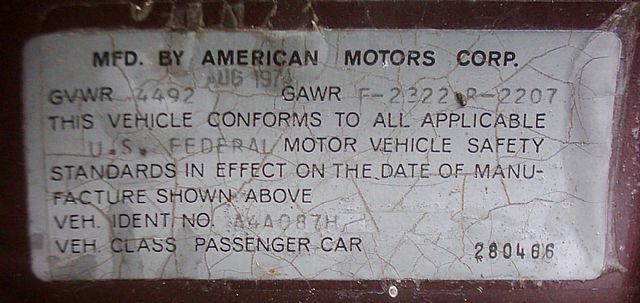 MFD. BY AMERICAN MOTORS CORP.
AUG 1974
GVWR 4492 GAWR F-2322 R-2207
THIS VEHICLE CONFORMS TO ALL APPLICABLE
U.S. FEDERAL MOTOR VEHICLE SAFETY
STANDARDS IN EFFECT ON THE DATE OF MANU-
FACTURE SHOWN ABOVE
VEH. IDENT NO. A4A087H
VEH CLASS PASSENGER CAR 280466